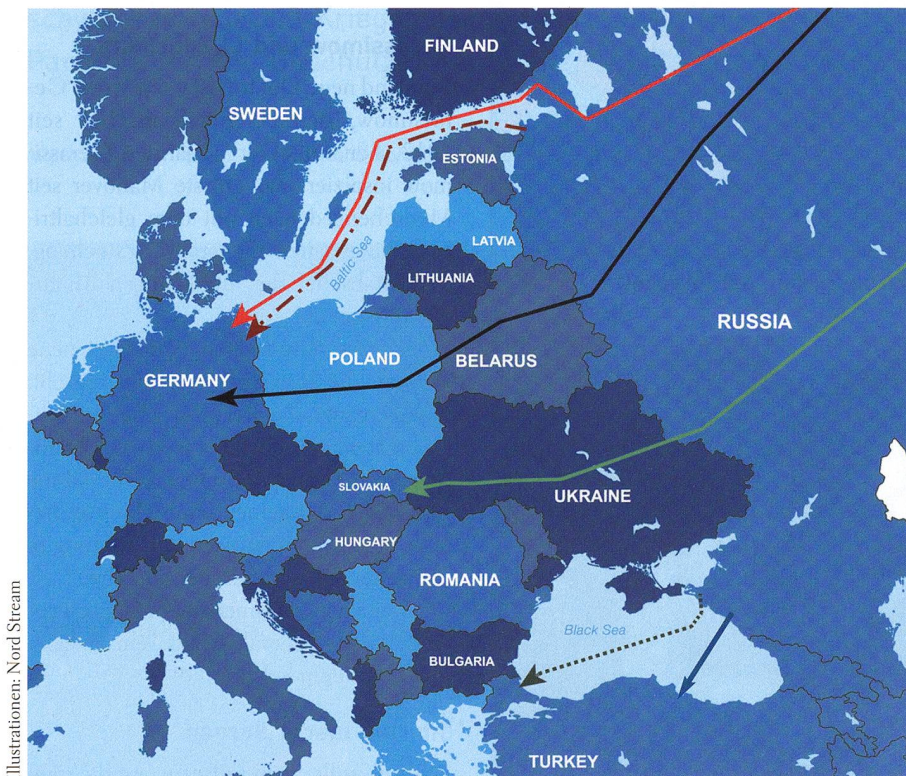 FINLAND
SWEDEN
ESTONIA
LATVIA
Baltic Sea
LITHUANIA
RUSSIA
POLAND
BELARUS
GERMANY
SLOVAKIA
UKRAINE
HUNGARY
ROMANIA
Black Sea
BULGARIA
TURKEY
Illustrationen: Nord Stream